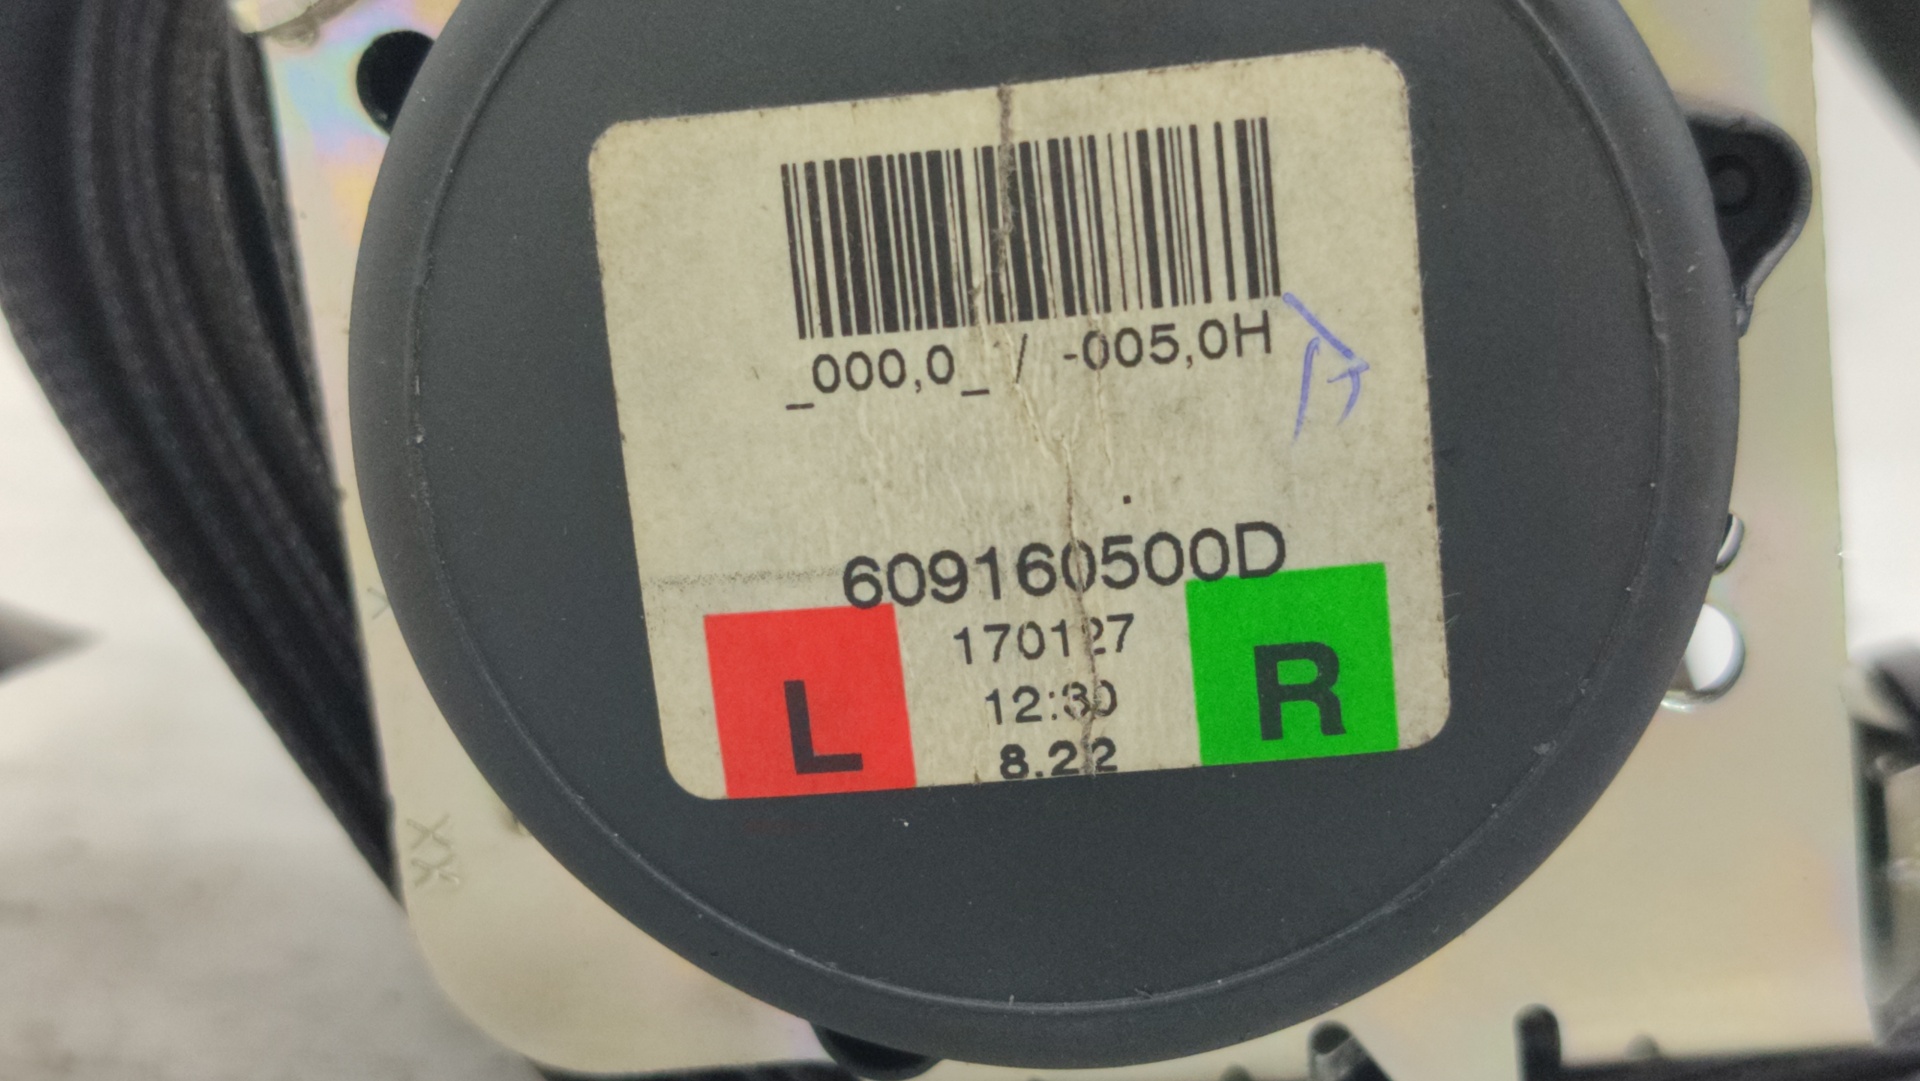 _000,0_ / -005,0H
609160500D
170127
12:30
8.22
L
R